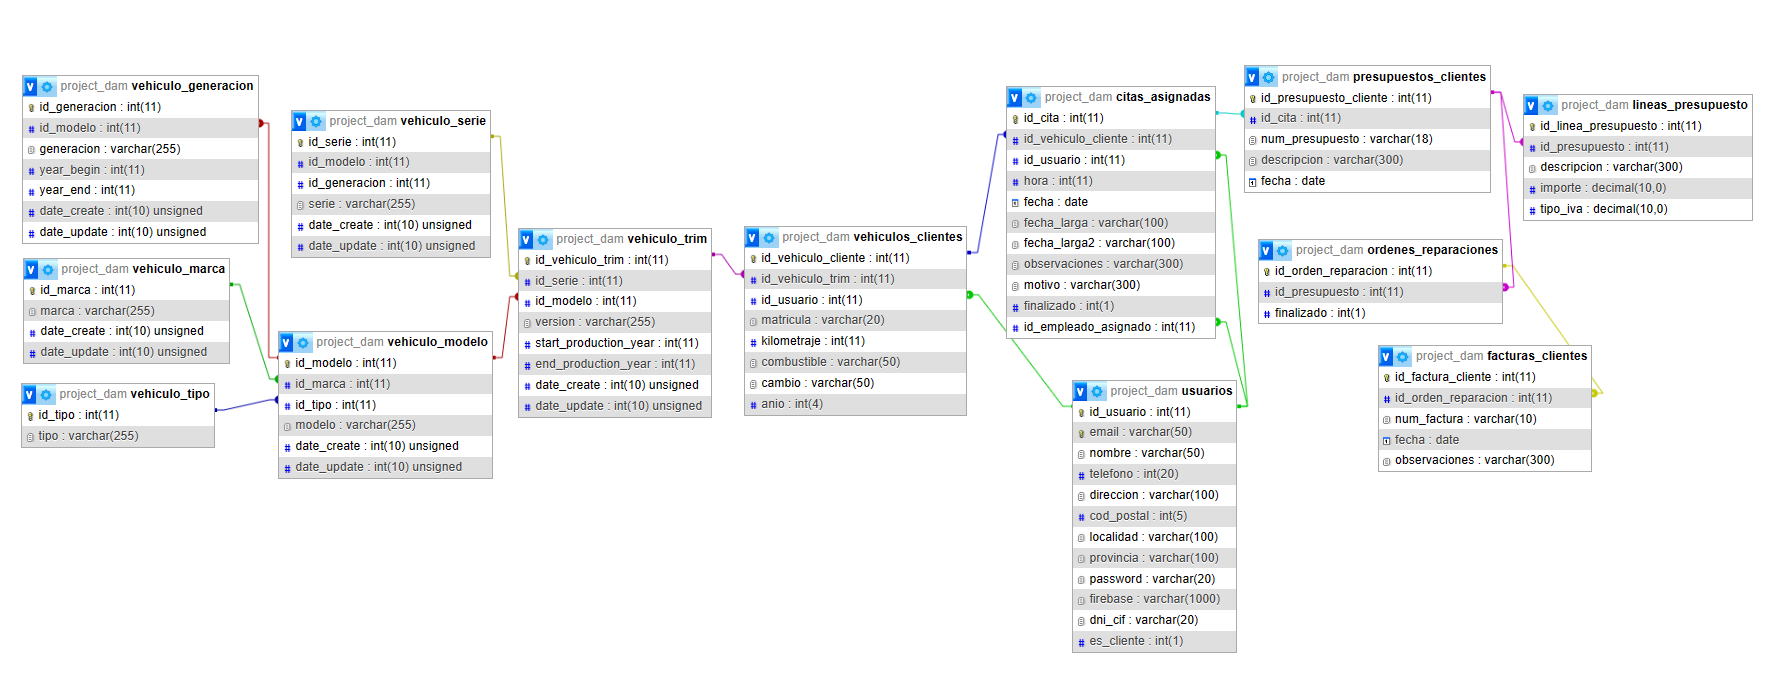 project_dam vehiculo_generacion
id_generacion : int(11)
id_modelo : int(11)
generacion : varchar(255)
year_begin : int(11)
year_end : int(11)
date_create : int(10) unsigned
date_update : int(10) unsigned
project_dam vehiculo_marca
id_marca : int(11)
marca : varchar(255)
date_create : int(10) unsigned
date_update : int(10) unsigned
project_dam vehiculo_tipo
id_tipo : int(11)
tipo : varchar(255)
project_dam vehiculo_serie
id_serie : int(11)
id_modelo : int(11)
id_generacion : int(11)
serie : varchar(255)
date_create : int(10) unsigned
date_update : int(10) unsigned
project_dam vehiculo_modelo
id_modelo : int(11)
id_marca : int(11)
id_tipo : int(11)
modelo : varchar(255)
date_create : int(10) unsigned
date_update : int(10) unsigned
project_dam vehiculo_trim
id_vehiculo_trim : int(11)
id_serie : int(11)
id_modelo : int(11)
version : varchar(255)
start_production_year : int(11)
end_production_year : int(11)
date_create : int(10) unsigned
date_update : int(10) unsigned
project_dam vehiculos_clientes
id_vehiculo_cliente : int(11)
id_vehiculo_trim : int(11)
id_usuario : int(11)
matricula : varchar(20)
kilometraje : int(11)
combustible : varchar(50)
cambio : varchar(50)
anio : int(4)
project_dam citas_asignadas
id_cita : int(11)
id_vehiculo_cliente : int(11)
id_usuario : int(11)
hora : int(11)
fecha : date
fecha_larga : varchar(100)
fecha_larga2 : varchar(100)
observaciones : varchar(300)
motivo : varchar(300)
finalizado : int(1)
id_empleado_asignado : int(11)
project_dam usuarios
id_usuario : int(11)
email : varchar(50)
nombre : varchar(50)
telefono : int(20)
direccion : varchar(100)
cod_postal : int(5)
localidad : varchar(100)
provincia : varchar(100)
password : varchar(20)
firebase : varchar(1000)
dni_cif : varchar(20)
es_cliente : int(1)
project_dam presupuestos_clientes
id_presupuesto_cliente : int(11)
id_cita : int(11)
num_presupuesto : varchar(18)
descripcion : varchar(300)
fecha : date
project_dam ordenes_reparaciones
id_orden_reparacion : int(11)
id_presupuesto : int(11)
finalizado : int(1)
project_dam facturas_clientes
id_factura_cliente : int(11)
id_orden_reparacion : int(11)
num_factura : varchar(10)
fecha : date
observaciones : varchar(300)
project_dam lineas_presupuesto
id_linea_presupuesto : int(11)
id_presupuesto : int(11)
descripcion : varchar(300)
importe : decimal(10,0)
tipo_iva : decimal(10,0)